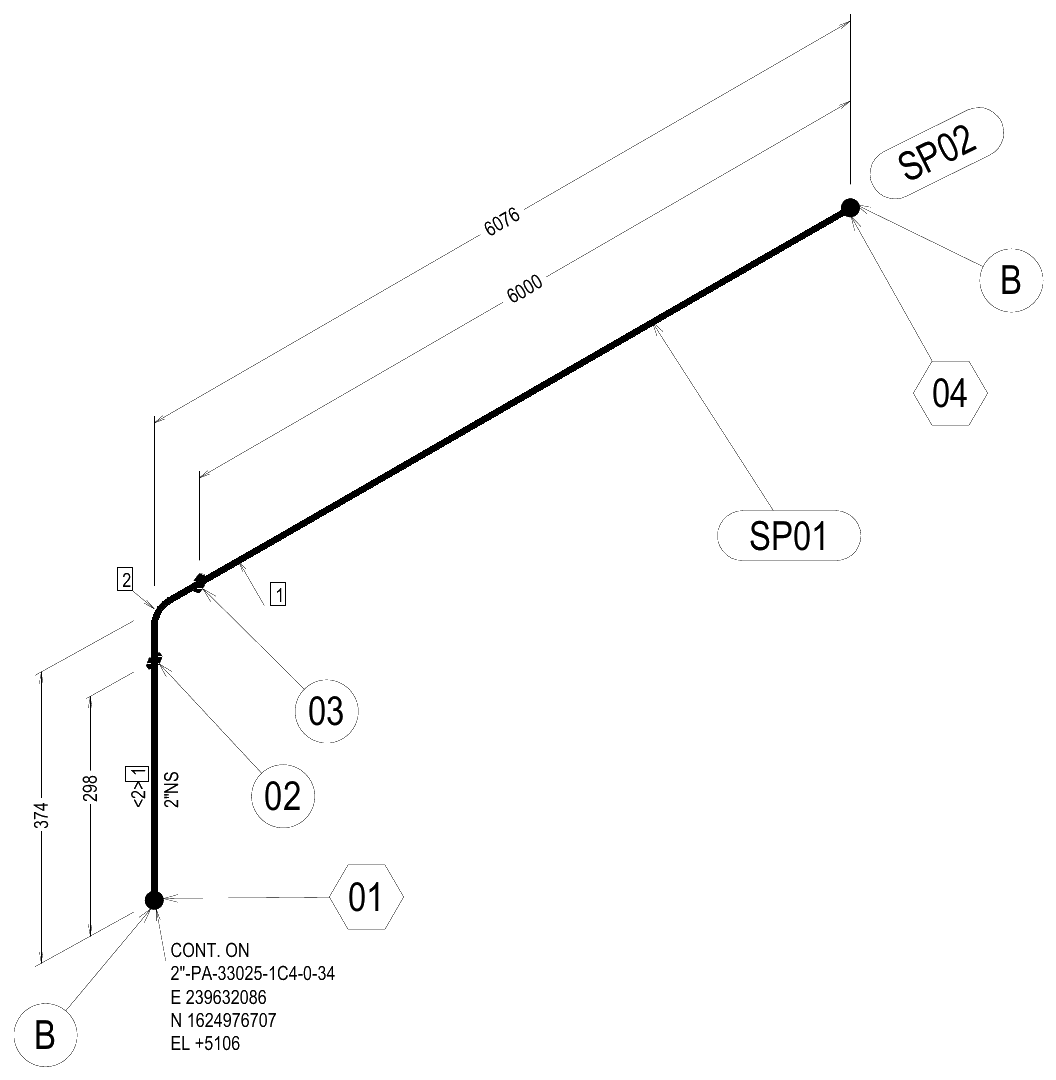 SP02
6076
B
6000
04
SP01
2
1
03
298
<2> 1
2"NS
02
374
01
CONT. ON
2"-PA-33025-1C4-0-34
E 239632086
N 1624976707
EL +5106
B